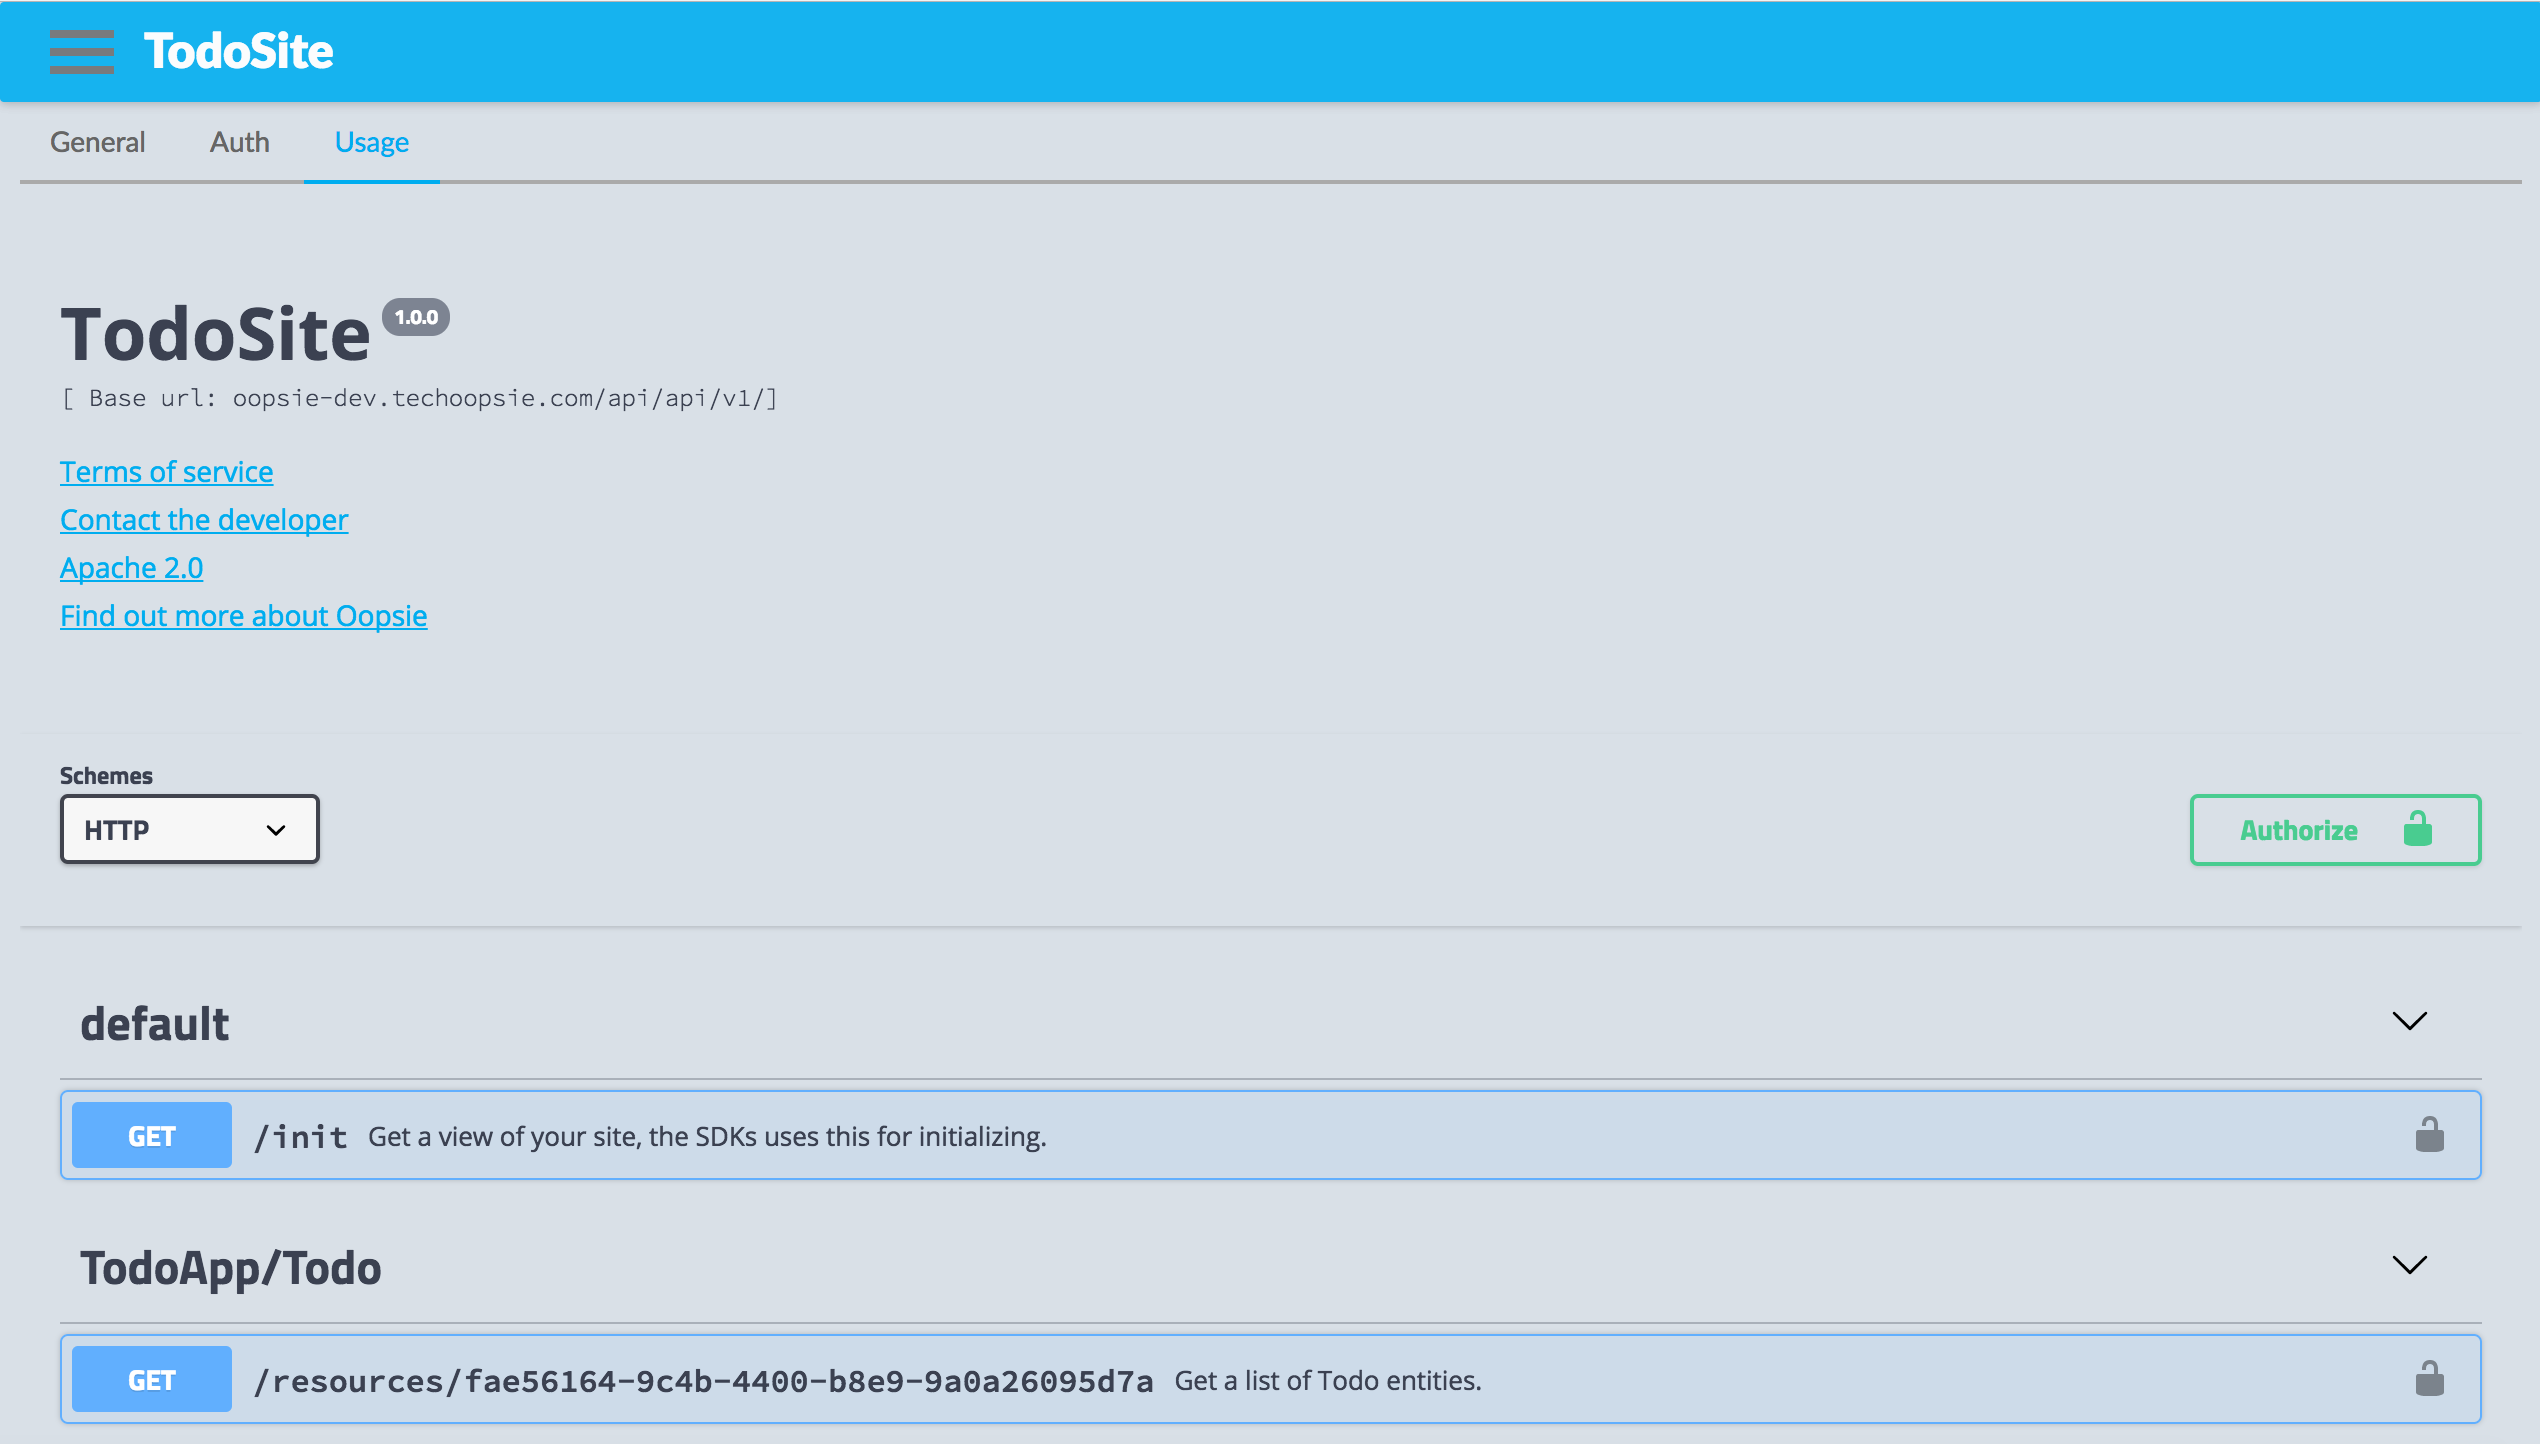 TodoSite
General Auth Usage
TodoSite 1.0.0
[ Base url: oopsie-dev.techoopsie.com/api/api/v1/]
Terms of service
Contact the developer
Apache 2.0
Find out more about Oopsie
Schemes
HTTP
Authorize
default
GET /init Get a view of your site, the SDKs uses this for initializing.
TodoApp/Todo
GET /resources/fae56164-9c4b-4400-b8e9-9a0a26095d7a Get a list of Todo entities.